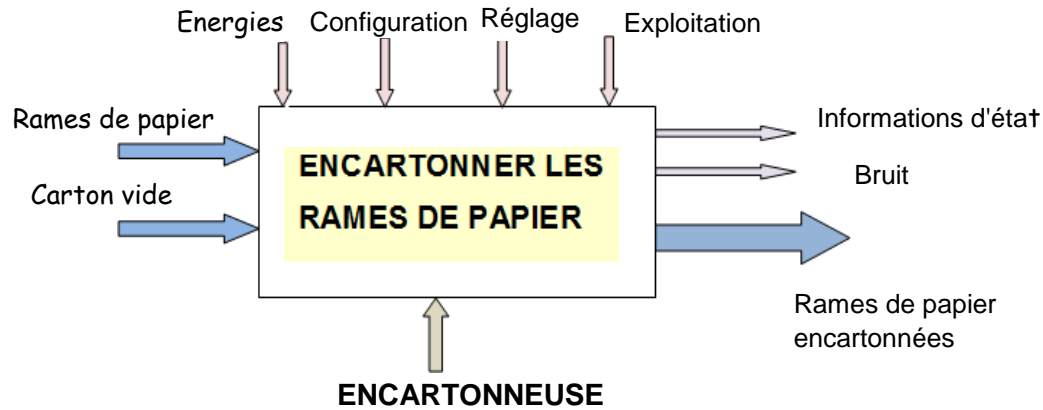 Energies
Configuration
Réglage
Exploitation
Rames de papier
Carton vide
ENCARTONNER LES
RAMES DE PAPIER
Informations d'état
Bruit
Rames de papier
encartonnées
ENCARTONNEUSE